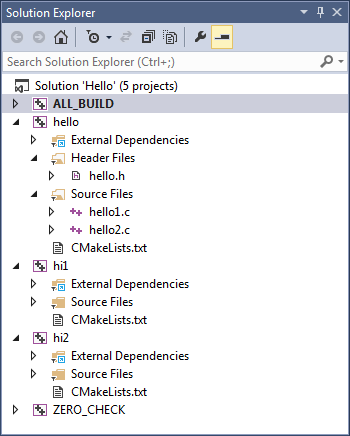 Solution Explorer
Search Solution Explorer (Ctrl+;)
Solution 'Hello' (5 projects)
ALL_BUILD
hello
External Dependencies
Header Files
hello.h
Source Files
hello1.c
hello2.c
CMakeLists.txt
hi1
External Dependencies
Source Files
CMakeLists.txt
hi2
External Dependencies
Source Files
CMakeLists.txt
ZERO_CHECK